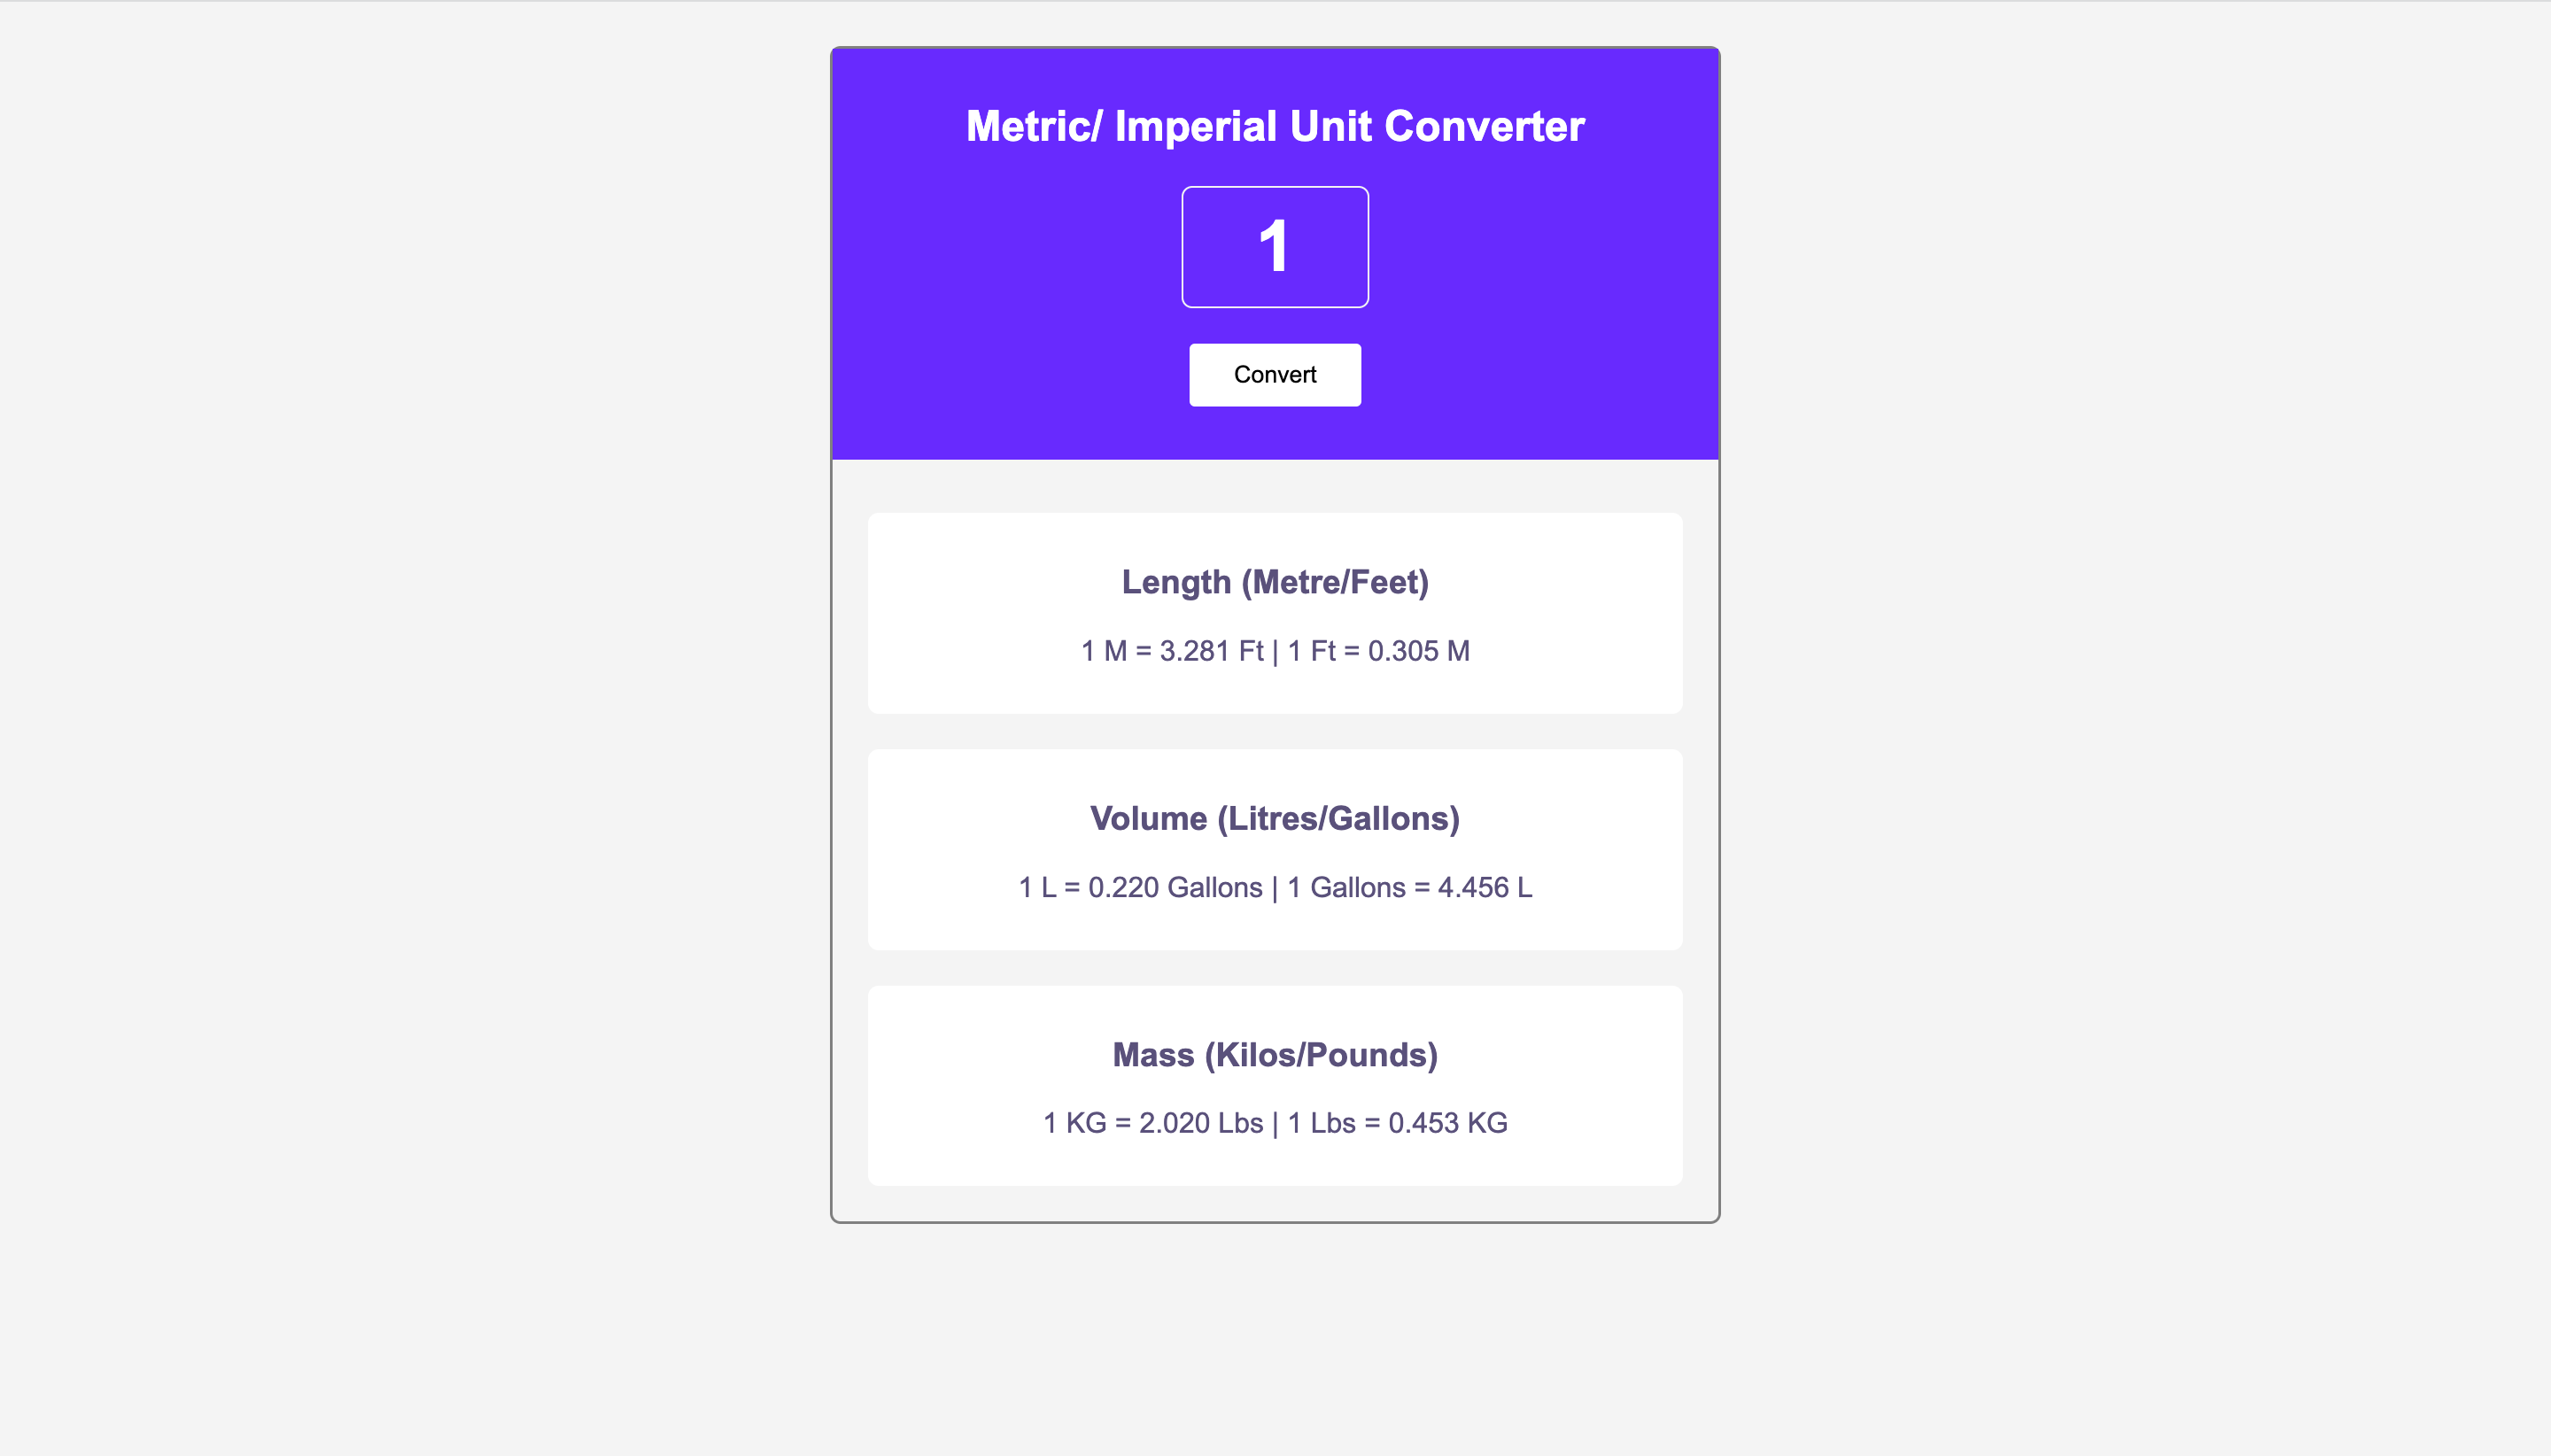 Metric/ Imperial Unit Converter
1
Convert
Length (Metre/Feet)
1 M = 3.281 Ft | 1 Ft = 0.305 M
Volume (Litres/Gallons)
1 L = 0.220 Gallons | 1 Gallons = 4.456 L
Mass (Kilos/Pounds)
1 KG = 2.020 Lbs | 1 Lbs = 0.453 KG